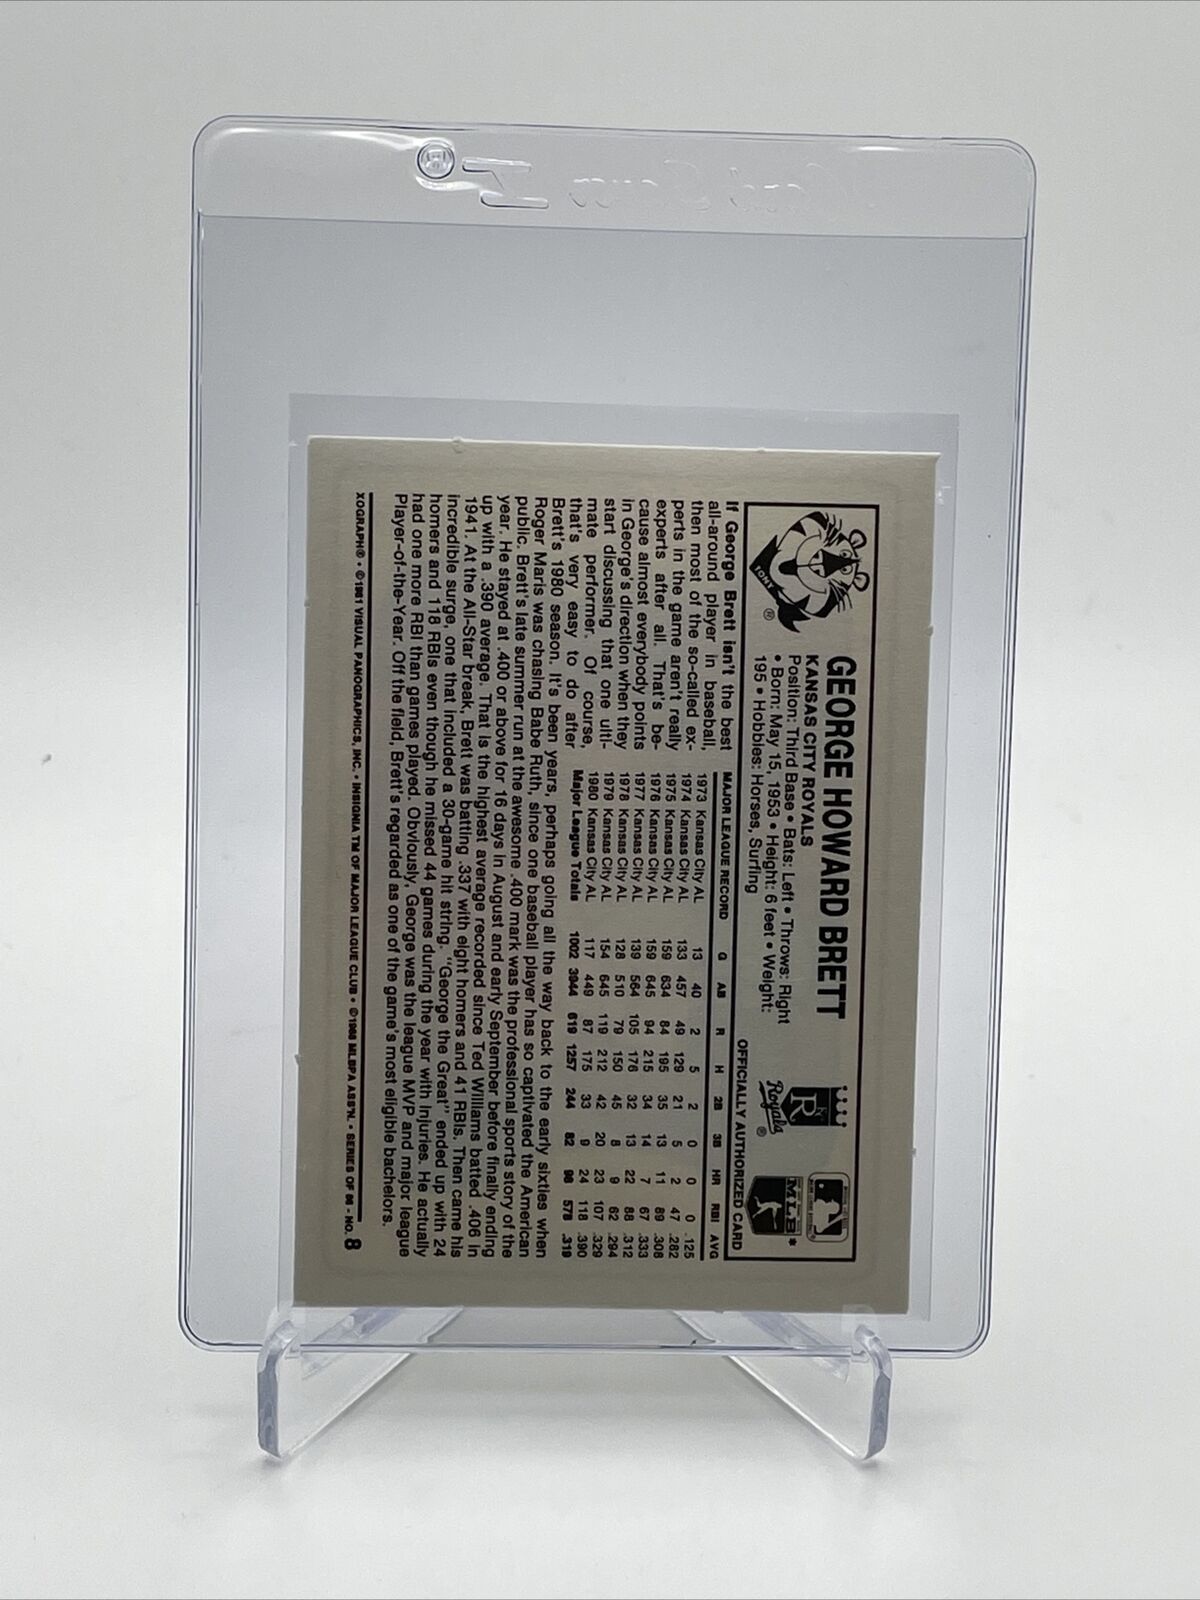 TONY ®
GEORGE HOWARD BRETT
KANSAS CITY ROYALS
Position: Third Base • Bats: Left • Throws: Right
• Born: May 15, 1953 • Height: 6 feet • Weight:
195 • Hobbies: Horses, Surfing
KC
R
Royals ®
MLB
OFFICIALLY AUTHORIZED CARD
If George Brett isn't the best
all-around player in baseball,
then most of the so-called ex-
perts in the game aren't really
experts after all. That's be-
cause almost everybody points
in George's direction when they
start discussing that one ulti-
mate performer. Of course,
that's very easy to do after
MAJOR LEAGUE RECORD G AB R H 2B 3B HR RBI AVG
1973 Kansas City AL 13 40 2 5 2 0 0 0 .125
1974 Kansas City AL 133 457 49 129 21 5 2 47 .282
1975 Kansas City AL 159 634 84 195 35 13 11 89 .308
1976 Kansas City AL 159 645 94 215 34 14 7 67 .333
1977 Kansas City AL 139 564 105 176 32 13 22 88 .312
1978 Kansas City AL 128 510 79 150 45 8 9 62 .294
1979 Kansas City AL 154 645 119 212 42 20 23 107 .329
1980 Kansas City AL 117 449 87 175 33 9 24 118 .390
Major League Totals 1002 3944 619 1257 244 82 98 578 .319
Brett's 1980 season. It's been years, perhaps going all the way back to the early sixties when
Roger Maris was chasing Babe Ruth, since one baseball player has so captivated the American
public. Brett's late summer run at the awesome .400 mark was the professional sports story of the
year. He stayed at .400 or above for 16 days in August and early September before finally ending
up with a .390 average. That is the highest average recorded since Ted Williams batted .406 in
1941. At the All-Star break, Brett was batting .337 with eight homers and 41 RBIs. Then came his
incredible surge, one that included a 30-game hit string. "George the Great" ended up with 24
homers and 118 RBIs even though he missed 44 games during the year with injuries. He actually
had one more RBI than games played. Obviously, George was the league MVP and major league
Player-of-the-Year. Off the field, Brett's regarded as one of the game's most eligible bachelors.
XOGRAPH® • ©1981 VISUAL PANOGRAPHICS, INC. • INSIGNIA TM OF MAJOR LEAGUE CLUB • ©1968 MLBPA ASS'N. • SERIES OF 66 - NO. 8